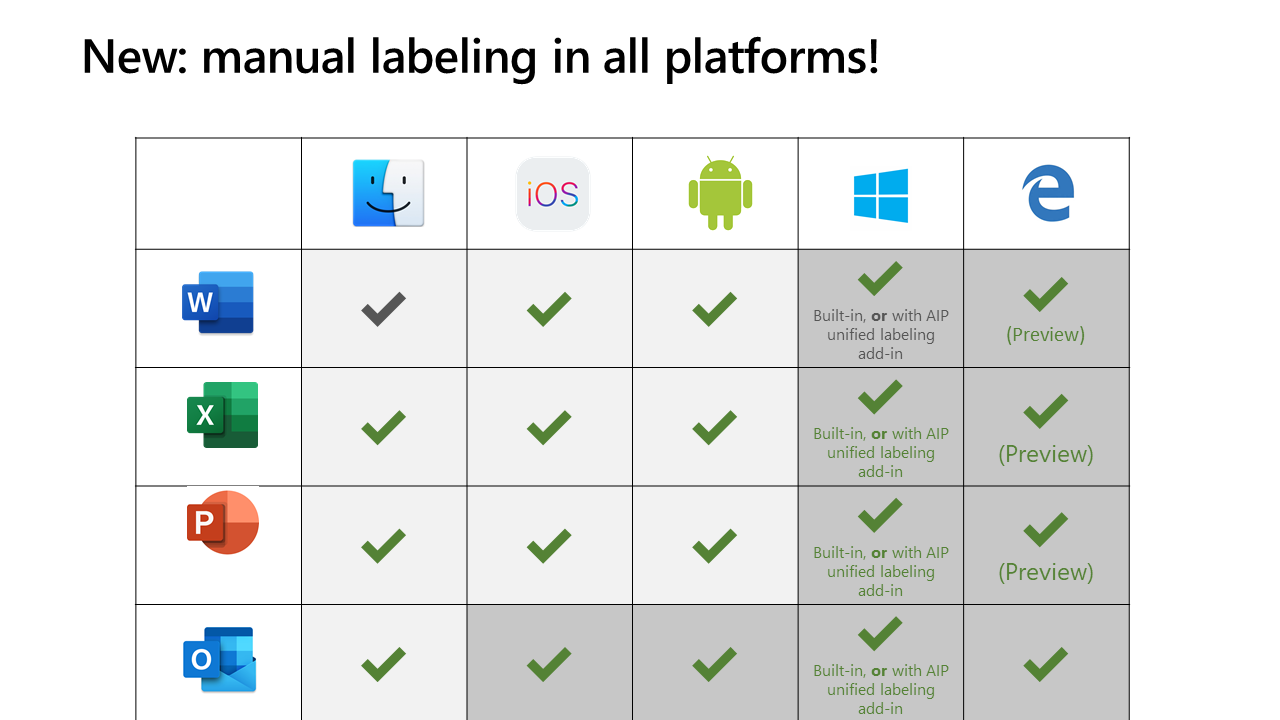 New: manual labeling in all platforms!
iOS
W
Built-in, or with AIP
unified labeling
add-in
(Preview)
X
Built-in, or with AIP
unified labeling
add-in
(Preview)
P
Built-in, or with AIP
unified labeling
add-in
(Preview)
O
Built-in, or with AIP
unified labeling
add-in